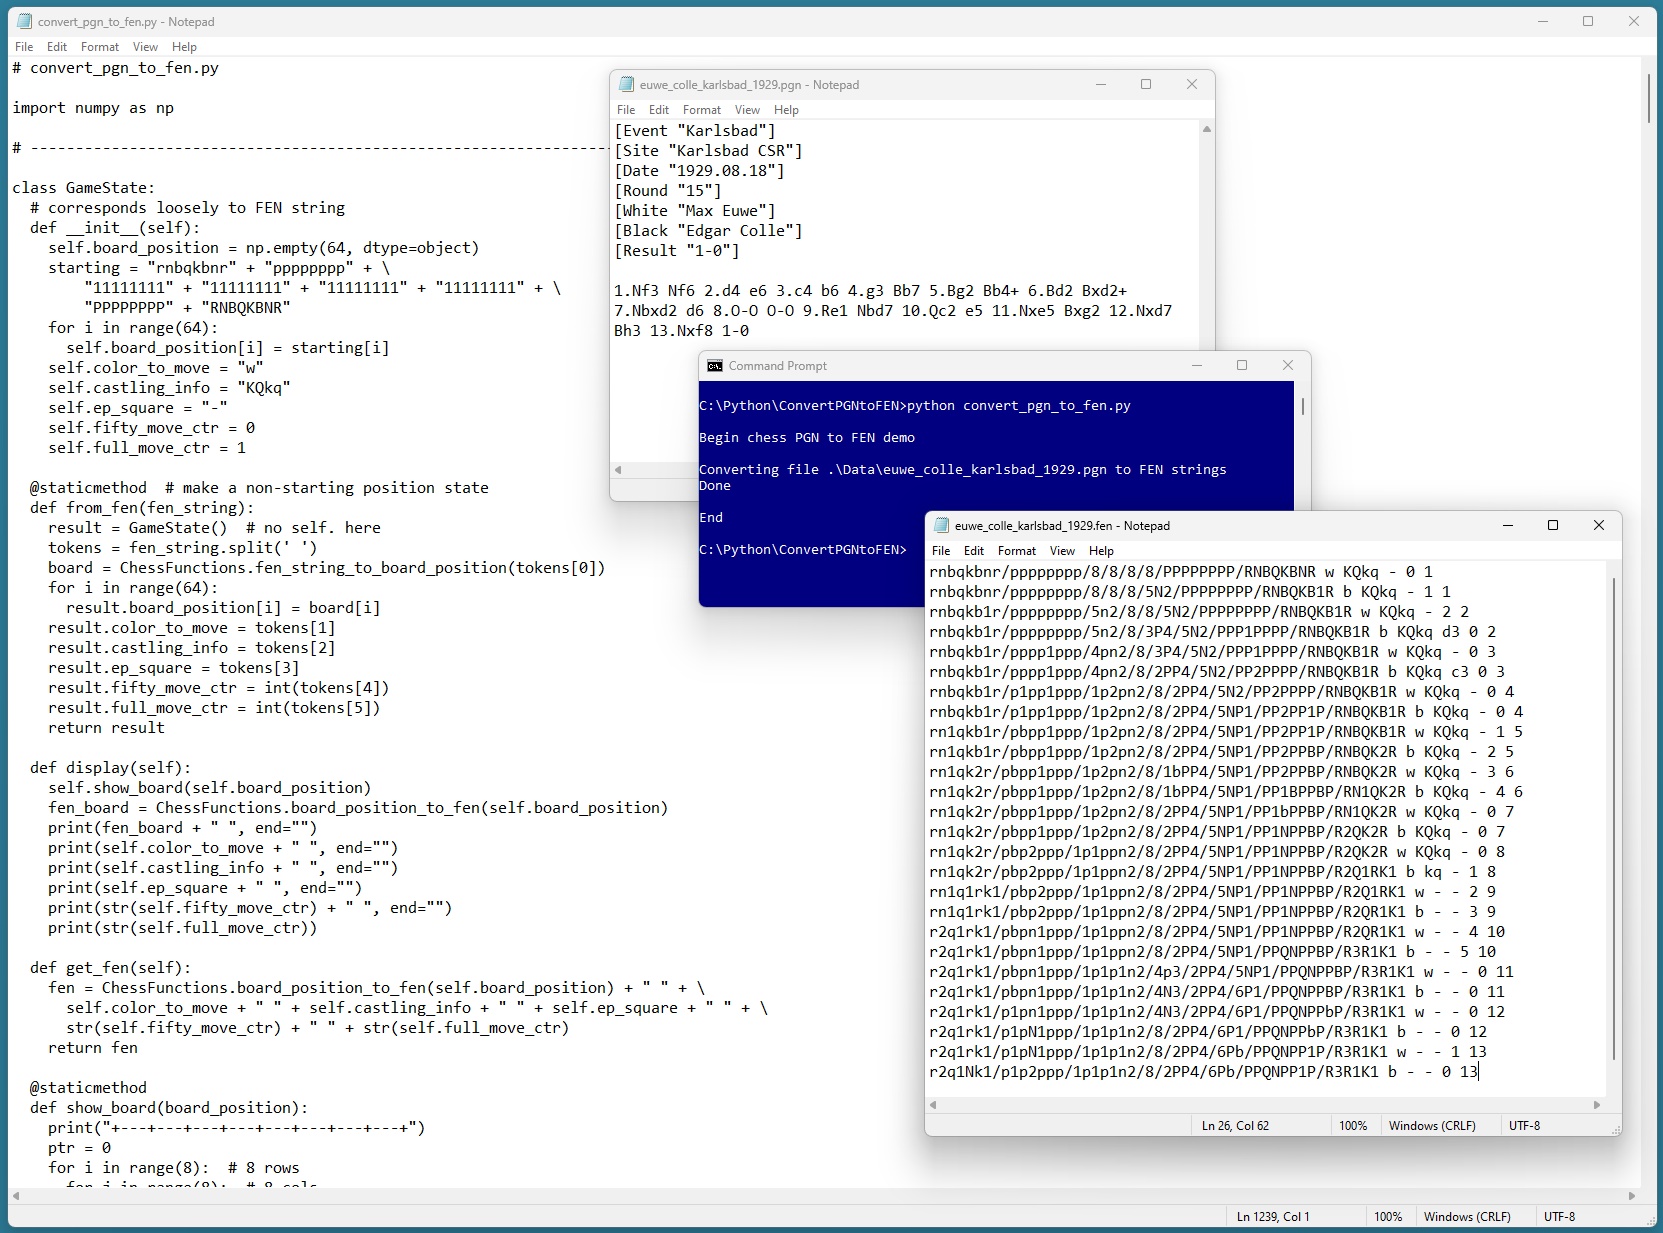 convert_pgn_to_fen.py - Notepad
File Edit Format View Help
# convert_pgn_to_fen.py
import numpy as np
# ----------------------------------------------------------------
class GameState:
  # corresponds loosely to FEN string
  def __init__(self):
    self.board_position = np.empty(64, dtype=object)
    starting = "rnbqkbnr" + "pppppppp" + \
        "11111111" + "11111111" + "11111111" + "11111111" + \
        "PPPPPPPP" + "RNBQKBNR"
    for i in range(64):
      self.board_position[i] = starting[i]
    self.color_to_move = "w"
    self.castling_info = "KQkq"
    self.ep_square = "-"
    self.fifty_move_ctr = 0
    self.full_move_ctr = 1
  @staticmethod  # make a non-starting position state
  def from_fen(fen_string):
    result = GameState()  # no self. here
    tokens = fen_string.split(' ')
    board = ChessFunctions.fen_string_to_board_position(tokens[0])
    for i in range(64):
      result.board_position[i] = board[i]
    result.color_to_move = tokens[1]
    result.castling_info = tokens[2]
    result.ep_square = tokens[3]
    result.fifty_move_ctr = int(tokens[4])
    result.full_move_ctr = int(tokens[5])
    return result
  def display(self):
    self.show_board(self.board_position)
    fen_board = ChessFunctions.board_position_to_fen(self.board_position)
    print(fen_board + " ", end="")
    print(self.color_to_move + " ", end="")
    print(self.castling_info + " ", end="")
    print(self.ep_square + " ", end="")
    print(str(self.fifty_move_ctr) + " ", end="")
    print(str(self.full_move_ctr))
  def get_fen(self):
    fen = ChessFunctions.board_position_to_fen(self.board_position) + " " + \
      self.color_to_move + " " + self.castling_info + " " + self.ep_square + " " + \
      str(self.fifty_move_ctr) + " " + str(self.full_move_ctr)
    return fen
  @staticmethod
  def show_board(board_position):
    print("+---+---+---+---+---+---+---+---+")
    ptr = 0
    for i in range(8):  # 8 rows
      for j in range(8):  # 8 cols
Ln 1239, Col 1 100% Windows (CRLF) UTF-8
euwe_colle_karlsbad_1929.pgn - Notepad
File Edit Format View Help
[Event "Karlsbad"]
[Site "Karlsbad CSR"]
[Date "1929.08.18"]
[Round "15"]
[White "Max Euwe"]
[Black "Edgar Colle"]
[Result "1-0"]
1.Nf3 Nf6 2.d4 e6 3.c4 b6 4.g3 Bb7 5.Bg2 Bb4+ 6.Bd2 Bxd2+
7.Nbxd2 d6 8.O-O O-O 9.Re1 Nbd7 10.Qc2 e5 11.Nxe5 Bxg2 12.Nxd7
Bh3 13.Nxf8 1-0
Command Prompt
C:\Python\ConvertPGNtoFEN>python convert_pgn_to_fen.py
Begin chess PGN to FEN demo
Converting file .\Data\euwe_colle_karlsbad_1929.pgn to FEN strings
Done
End
C:\Python\ConvertPGNtoFEN>
euwe_colle_karlsbad_1929.fen - Notepad
File Edit Format View Help
rnbqkbnr/pppppppp/8/8/8/8/PPPPPPPP/RNBQKBNR w KQkq - 0 1
rnbqkbnr/pppppppp/8/8/8/5N2/PPPPPPPP/RNBQKB1R b KQkq - 1 1
rnbqkb1r/pppppppp/5n2/8/8/5N2/PPPPPPPP/RNBQKB1R w KQkq - 2 2
rnbqkb1r/pppppppp/5n2/8/3P4/5N2/PPP1PPPP/RNBQKB1R b KQkq d3 0 2
rnbqkb1r/pppp1ppp/4pn2/8/3P4/5N2/PPP1PPPP/RNBQKB1R w KQkq - 0 3
rnbqkb1r/pppp1ppp/4pn2/8/2PP4/5N2/PP2PPPP/RNBQKB1R b KQkq c3 0 3
rnbqkb1r/p1pp1ppp/1p2pn2/8/2PP4/5N2/PP2PPPP/RNBQKB1R w KQkq - 0 4
rnbqkb1r/p1pp1ppp/1p2pn2/8/2PP4/5NP1/PP2PP1P/RNBQKB1R b KQkq - 0 4
rn1qkb1r/pbpp1ppp/1p2pn2/8/2PP4/5NP1/PP2PP1P/RNBQKB1R w KQkq - 1 5
rn1qkb1r/pbpp1ppp/1p2pn2/8/2PP4/5NP1/PP2PPBP/RNBQK2R b KQkq - 2 5
rn1qk2r/pbpp1ppp/1p2pn2/8/1bPP4/5NP1/PP2PPBP/RNBQK2R w KQkq - 3 6
rn1qk2r/pbpp1ppp/1p2pn2/8/1bPP4/5NP1/PP1BPPBP/RN1QK2R b KQkq - 4 6
rn1qk2r/pbpp1ppp/1p2pn2/8/2PP4/5NP1/PP1bPPBP/RN1QK2R w KQkq - 0 7
rn1qk2r/pbpp1ppp/1p2pn2/8/2PP4/5NP1/PP1NPPBP/R2QK2R b KQkq - 0 7
rn1qk2r/pbp2ppp/1p1ppn2/8/2PP4/5NP1/PP1NPPBP/R2QK2R w KQkq - 0 8
rn1qk2r/pbp2ppp/1p1ppn2/8/2PP4/5NP1/PP1NPPBP/R2Q1RK1 b kq - 1 8
rn1q1rk1/pbp2ppp/1p1ppn2/8/2PP4/5NP1/PP1NPPBP/R2Q1RK1 w - - 2 9
rn1q1rk1/pbp2ppp/1p1ppn2/8/2PP4/5NP1/PP1NPPBP/R2QR1K1 b - - 3 9
r2q1rk1/pbpn1ppp/1p1ppn2/8/2PP4/5NP1/PP1NPPBP/R2QR1K1 w - - 4 10
r2q1rk1/pbpn1ppp/1p1ppn2/8/2PP4/5NP1/PPQNPPBP/R3R1K1 b - - 5 10
r2q1rk1/pbpn1ppp/1p1p1n2/4p3/2PP4/5NP1/PPQNPPBP/R3R1K1 w - - 0 11
r2q1rk1/pbpn1ppp/1p1p1n2/4N3/2PP4/6P1/PPQNPPBP/R3R1K1 b - - 0 11
r2q1rk1/p1pn1ppp/1p1p1n2/4N3/2PP4/6P1/PPQNPPbP/R3R1K1 w - - 0 12
r2q1rk1/p1pN1ppp/1p1p1n2/8/2PP4/6P1/PPQNPPbP/R3R1K1 b - - 0 12
r2q1rk1/p1pN1ppp/1p1p1n2/8/2PP4/6Pb/PPQNPP1P/R3R1K1 w - - 1 13
r2q1Nk1/p1p2ppp/1p1p1n2/8/2PP4/6Pb/PPQNPP1P/R3R1K1 b - - 0 13
Ln 26, Col 62 100% Windows (CRLF) UTF-8